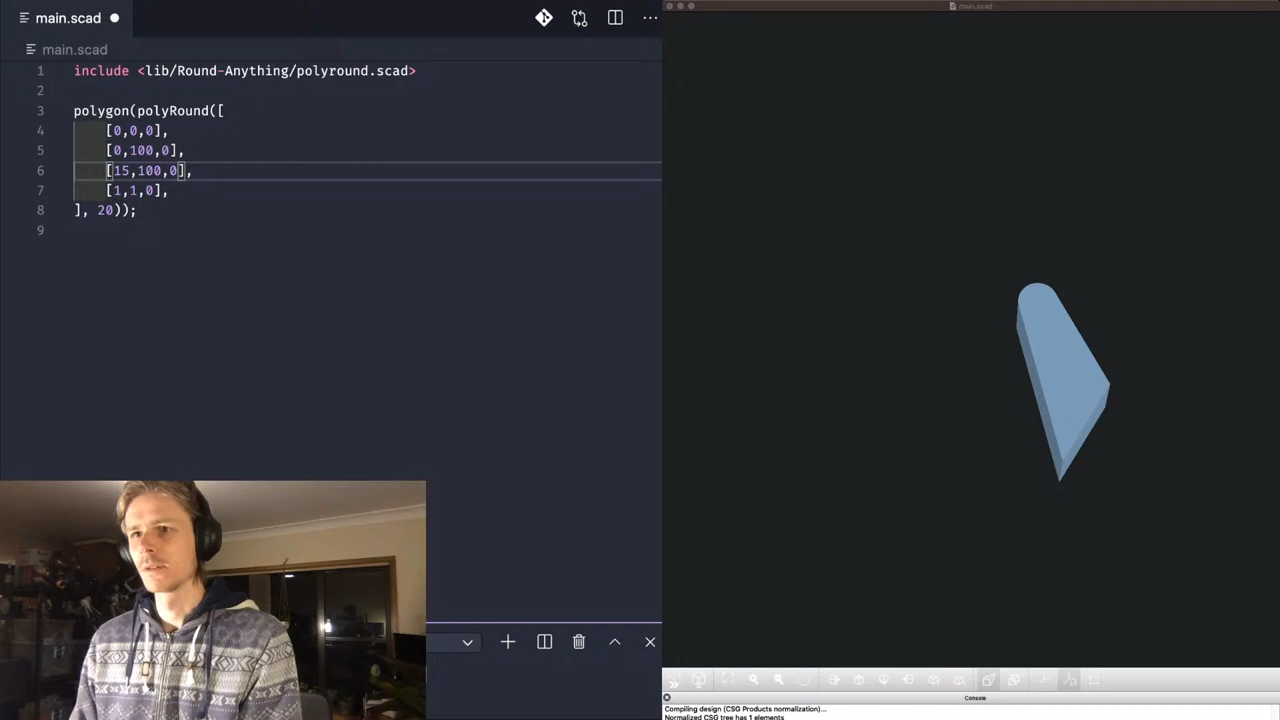 main.scad
main.scad
main.scad
1 include <lib/Round-Anything/polyround.scad>
2
3 polygon(polyRound([
4 [0,0,0],
5 [0,100,0],
6 [15,100,0],
7 [1,1,0],
8 ], 20));
9
Console
Compiling design (CSG Products normalization)...
Normalized CSG tree has 1 elements